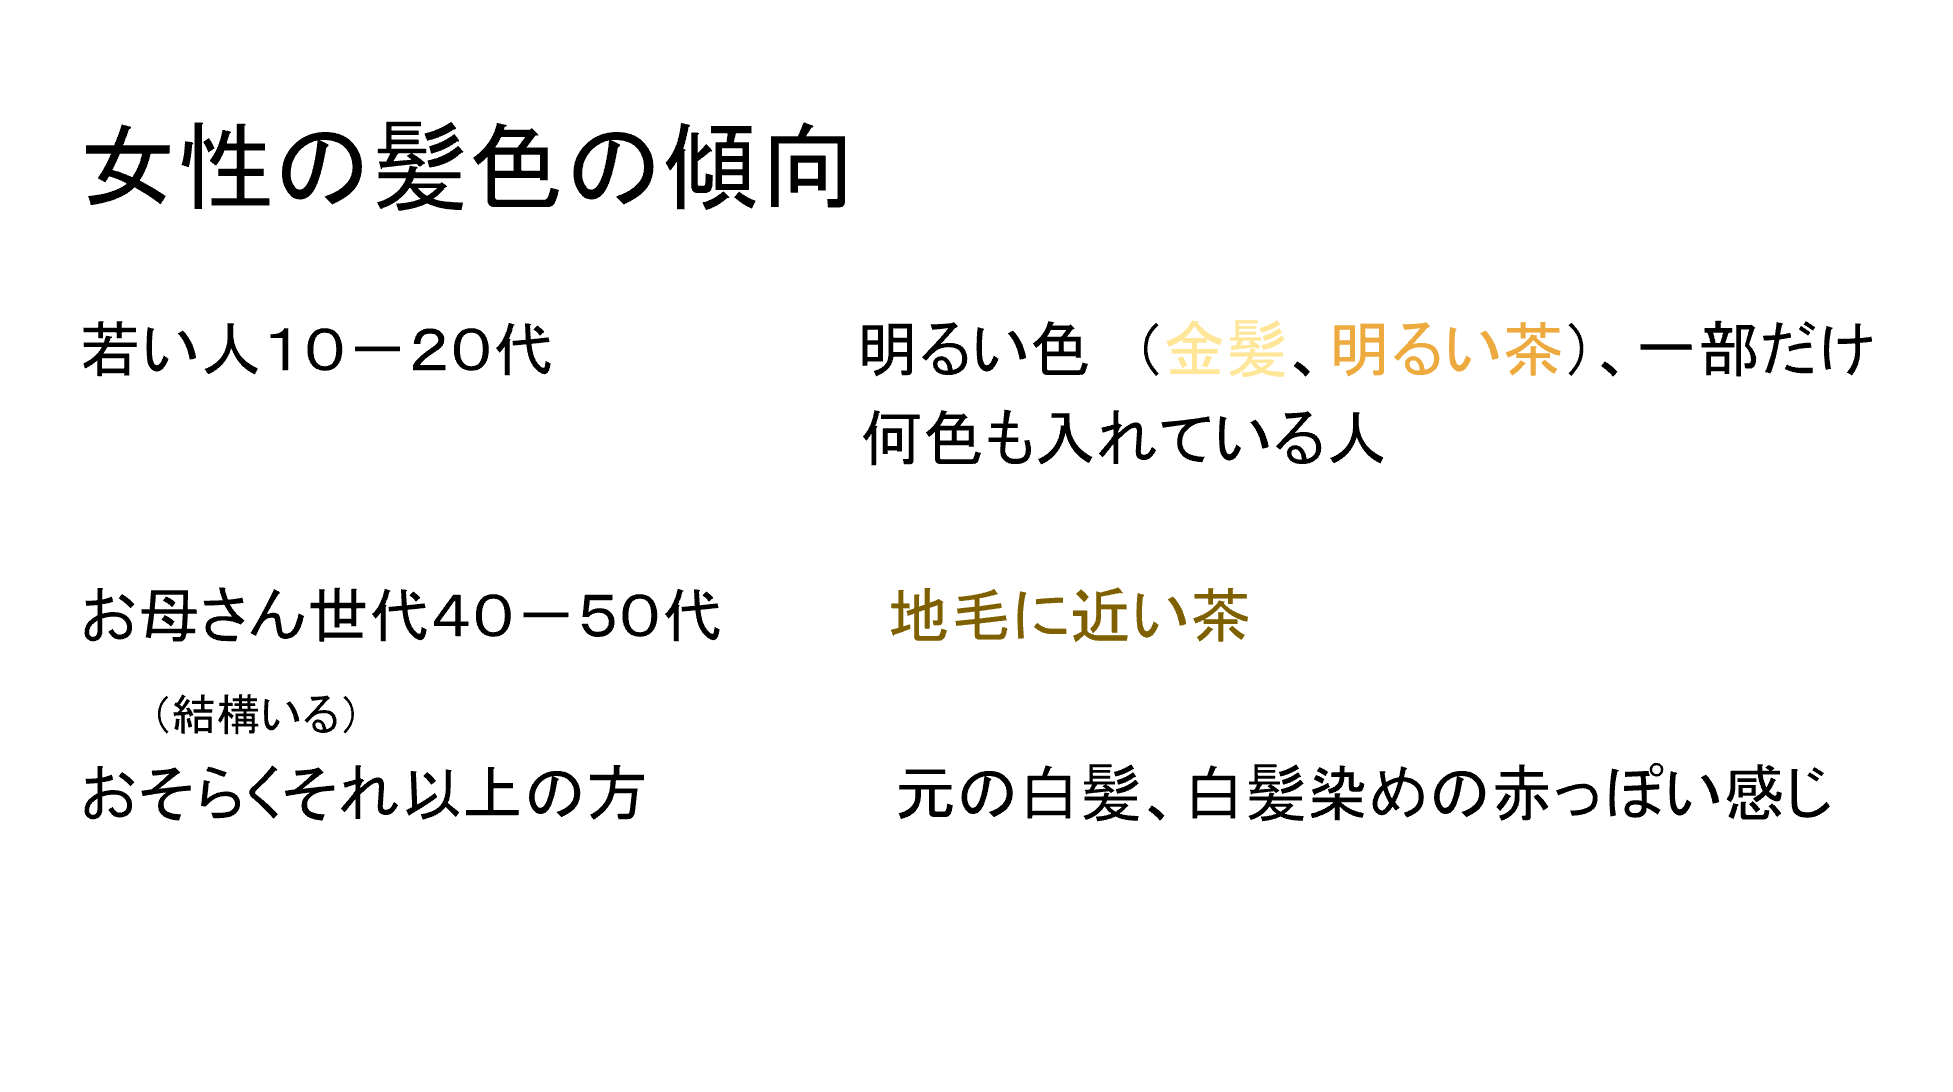 女性の髪色の傾向
若い人１０－２０代　明るい色　（金髪、明るい茶）、一部だけ
何色も入れている人
お母さん世代４０－５０代　地毛に近い茶
（結構いる）
おそらくそれ以上の方　元の白髪、白髪染めの赤っぽい感じ